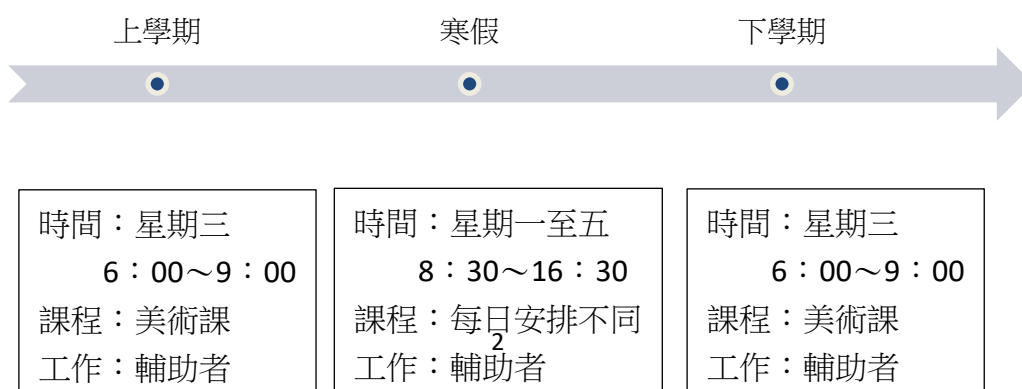 上學期
寒假
下學期
時間：星期三
6：00～9：00
課程：美術課
工作：輔助者
時間：星期一至五
8：30～16：30
課程：每日安排不同
2
工作：輔助者
時間：星期三
6：00～9：00
課程：美術課
工作：輔助者